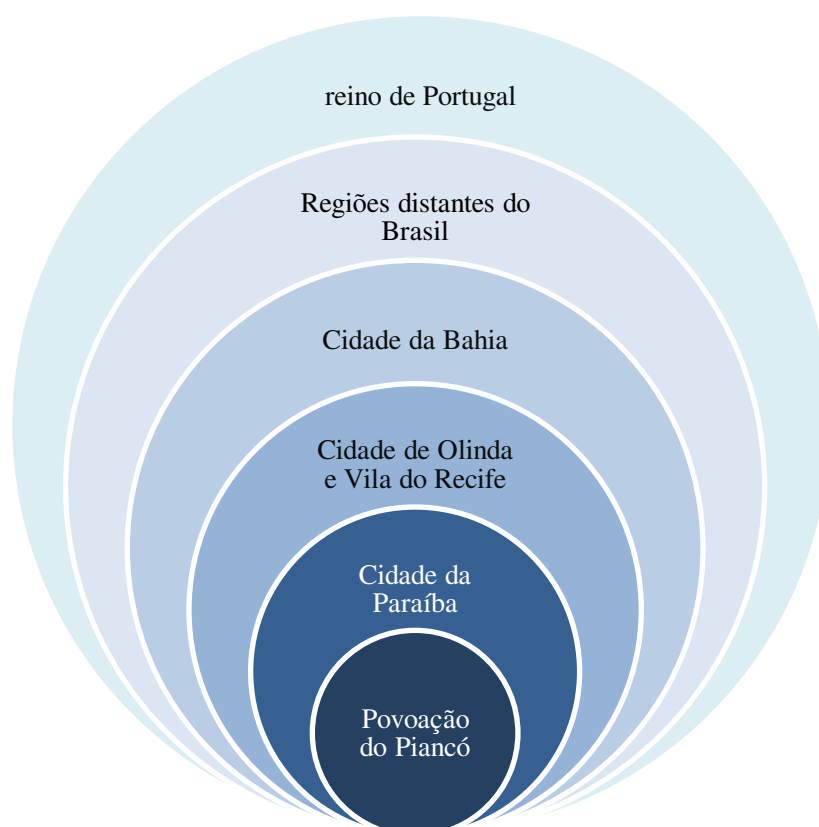 reino de Portugal
Regiões distantes do
Brasil
Cidade da Bahia
Cidade de Olinda
e Vila do Recife
Cidade da
Paraíba
Povoação
do Piancó